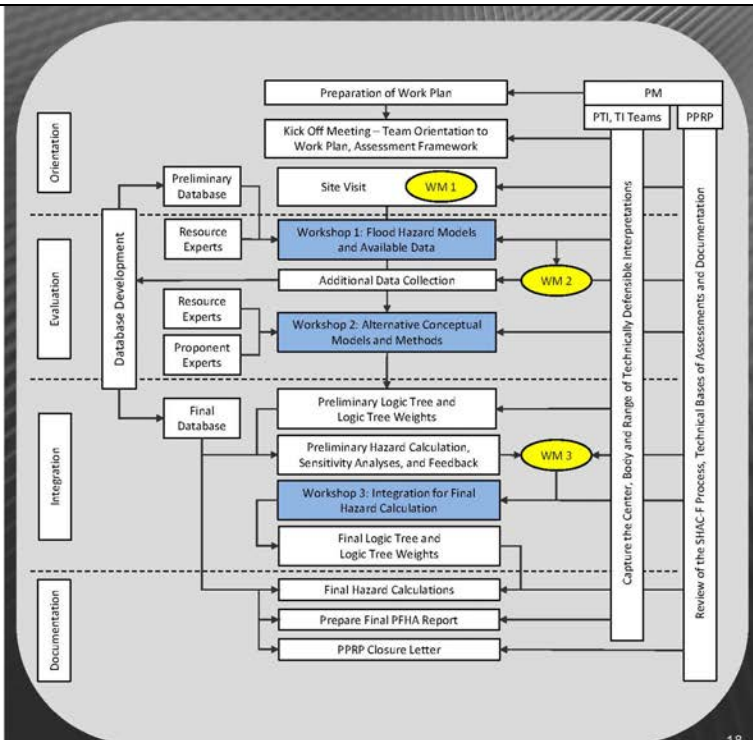 Preparation of Work Plan
PM
PTI, TI Teams
PPRP
Orientation
Kick Off Meeting – Team Orientation to
Work Plan, Assessment Framework
Preliminary
Database
Site Visit
WM 1
Resource
Experts
Workshop 1: Flood Hazard Models
and Available Data
Evaluation
Database Development
Additional Data Collection
WM 2
Resource
Experts
Workshop 2: Alternative Conceptual
Models and Methods
Proponent
Experts
Capture the Center, Body and Range of Technically Defensible Interpretations
Review of the SHAC-F Process, Technical Bases of Assessments and Documentation
Integration
Final
Database
Preliminary Logic Tree and
Logic Tree Weights
Preliminary Hazard Calculation,
Sensitivity Analyses, and Feedback
WM 3
Workshop 3: Integration for Final
Hazard Calculation
Final Logic Tree and
Logic Tree Weights
Documentation
Final Hazard Calculations
Prepare Final PFHA Report
PPRP Closure Letter
18